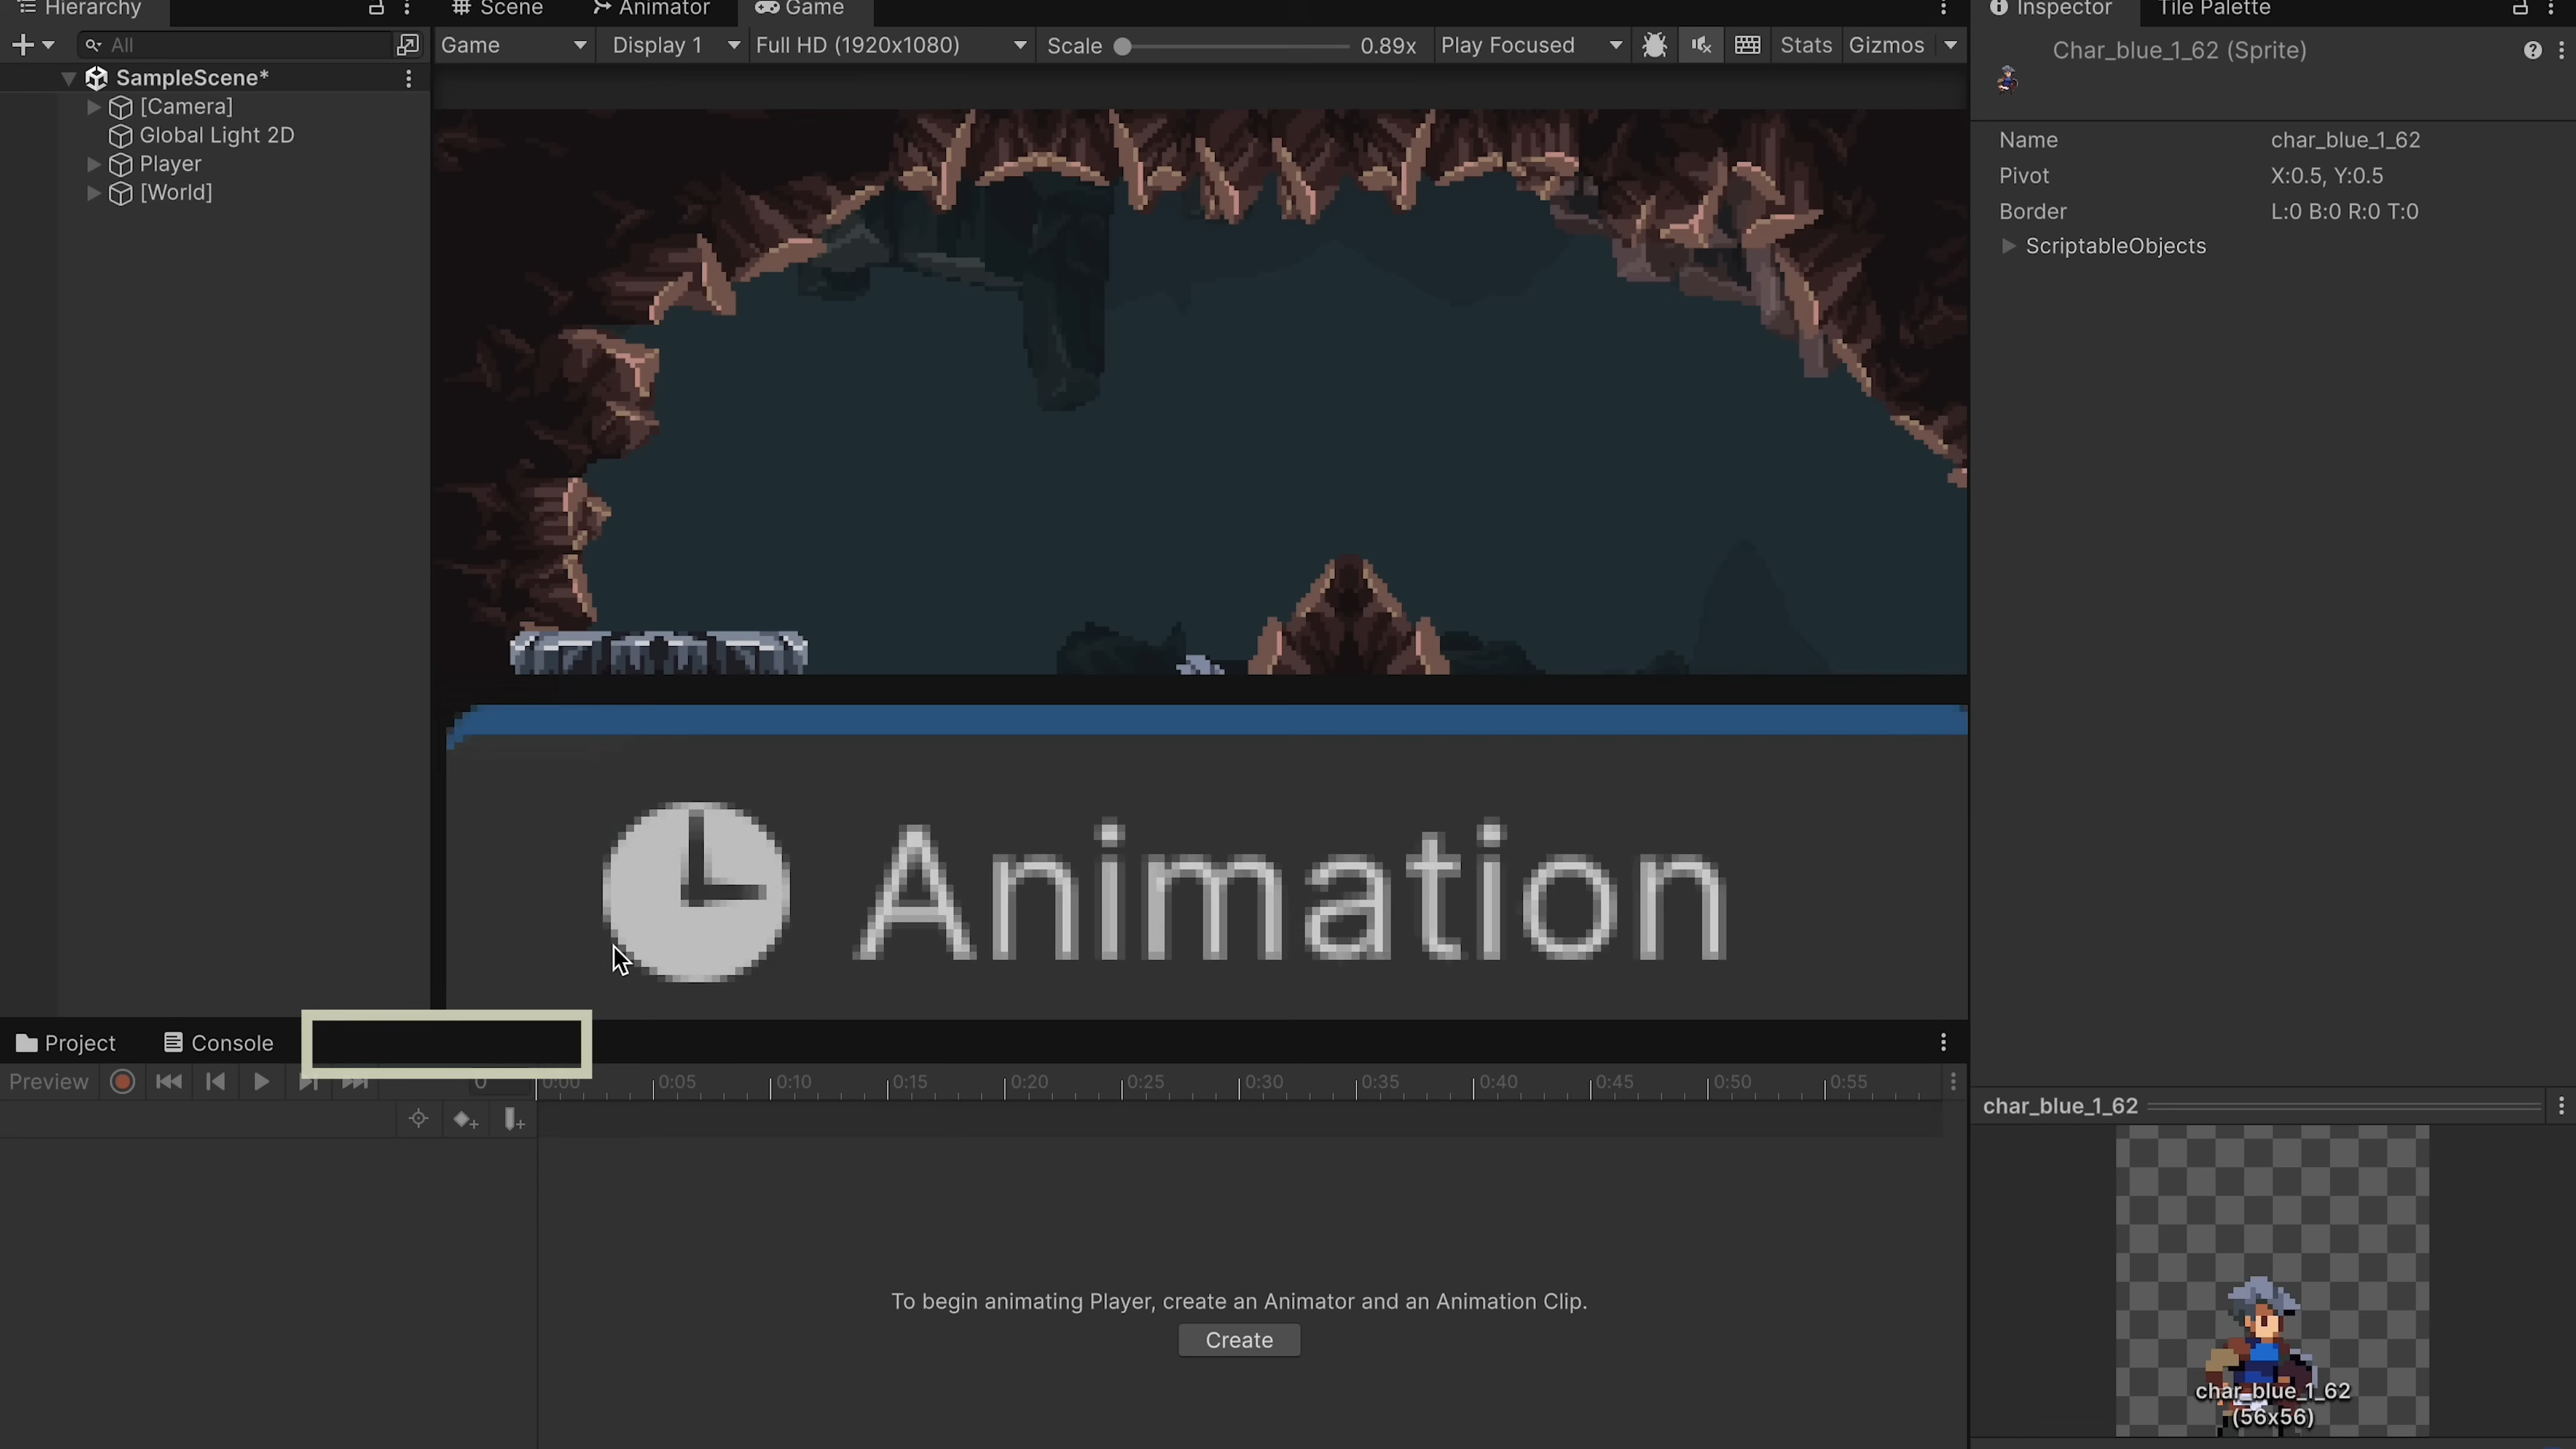 Hierarchy
Scene
Animator
Game
Inspector
Tile Palette
All
Game
Display 1
Full HD (1920x1080)
Scale
0.89x
Play Focused
Stats
Gizmos
Char_blue_1_62 (Sprite)
SampleScene*
[Camera]
Global Light 2D
Player
[World]
Name char_blue_1_62
Pivot X:0.5, Y:0.5
Border L:0 B:0 R:0 T:0
ScriptableObjects
Animation
Project
Console
Preview
0
0:00 0:05 0:10 0:15 0:20 0:25 0:30 0:35 0:40 0:45 0:50 0:55
To begin animating Player, create an Animator and an Animation Clip.
Create
char_blue_1_62
char_blue_1_62
(56x56)